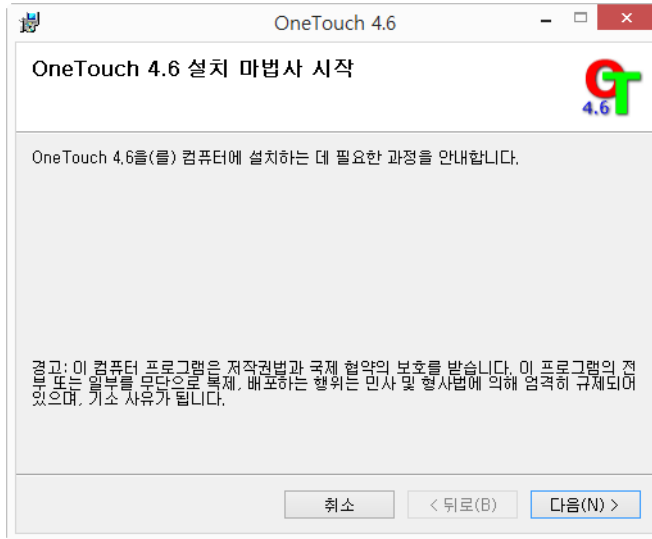 OneTouch 4.6
OneTouch 4.6 설치 마법사 시작
OT
4.6
OneTouch 4.6을(를) 컴퓨터에 설치하는 데 필요한 과정을 안내합니다.
경고: 이 컴퓨터 프로그램은 저작권법과 국제 협약의 보호를 받습니다. 이 프로그램의 전
부 또는 일부를 무단으로 복제, 배포하는 행위는 민사 및 형사법에 의해 엄격히 규제되어
있으며, 기소 사유가 됩니다.
취소
< 뒤로(B)
다음(N) >